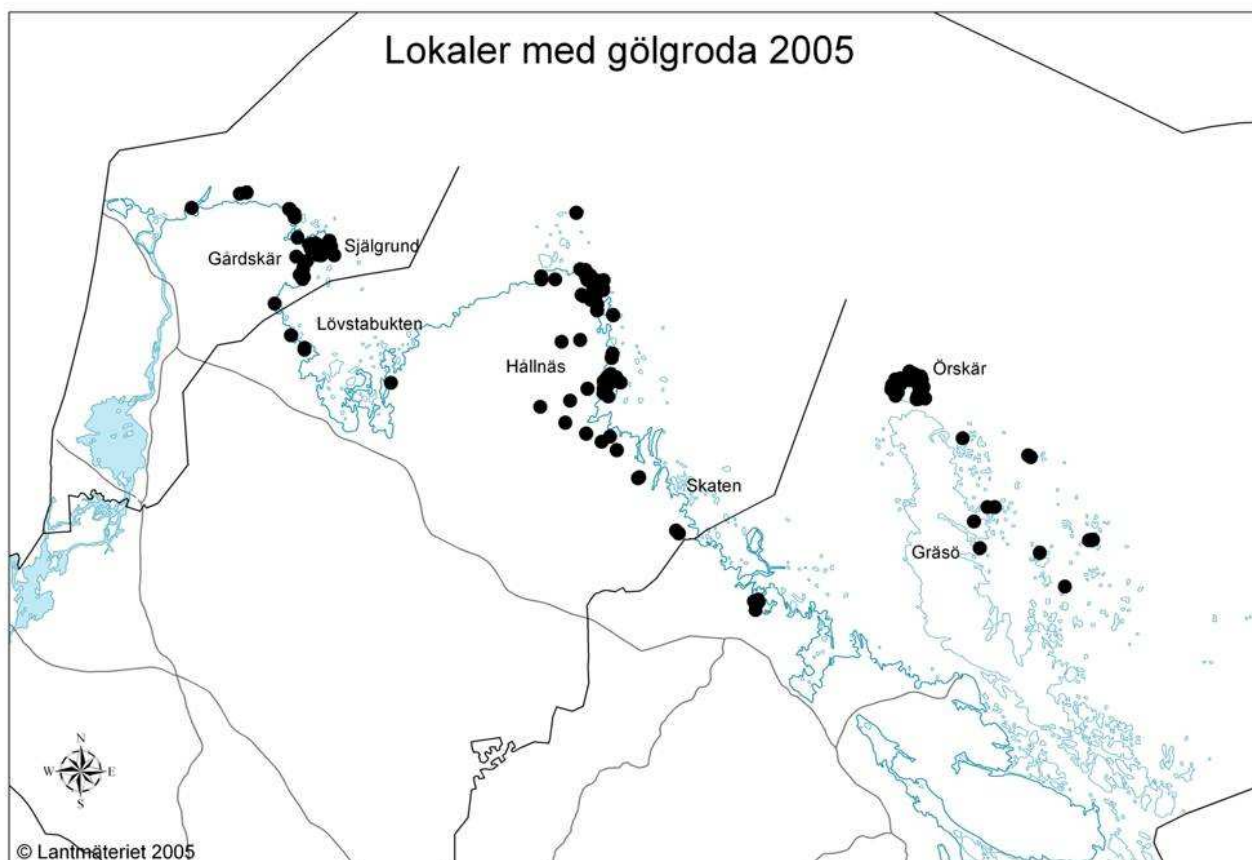 Lokaler med gölgroda 2005
Själgrund
Gårdskär
Lövstabukten
Hållnäs
Örskär
Skaten
Gräsö
N
W E
S
© Lantmäteriet 2005